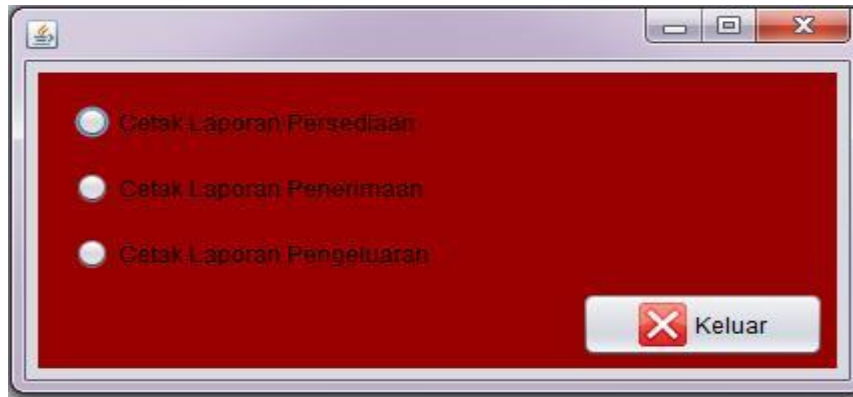 Cetak Laporan Persediaan
Cetak Laporan Penerimaan
Cetak Laporan Pengeluaran
Keluar